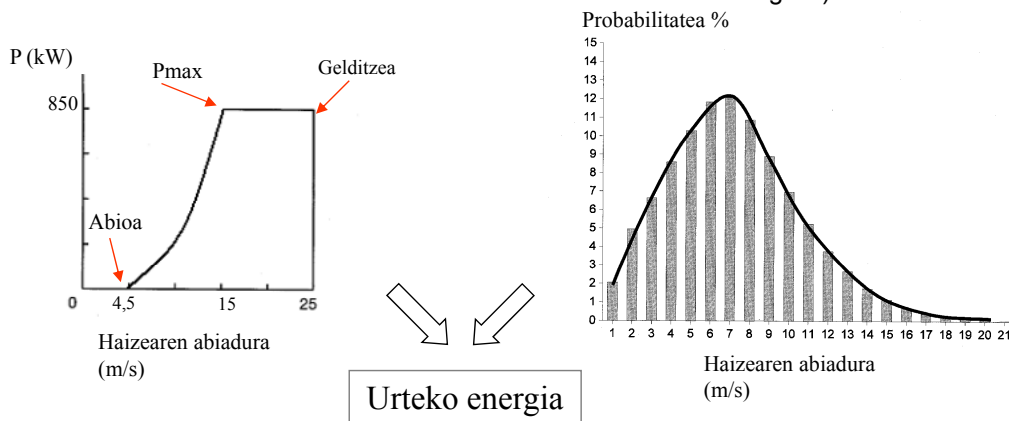 Probabilitatea %
P (kW)
Pmax
Gelditzea
850
Abioa
0 4,5 15 25
Haizearen abiadura
(m/s)
15
14
13
12
11
10
9
8
7
6
5
4
3
2
1
0
1 2 3 4 5 6 7 8 9 10 11 12 13 14 15 16 17 18 19 20 21
Haizearen abiadura
(m/s)
Urteko energia